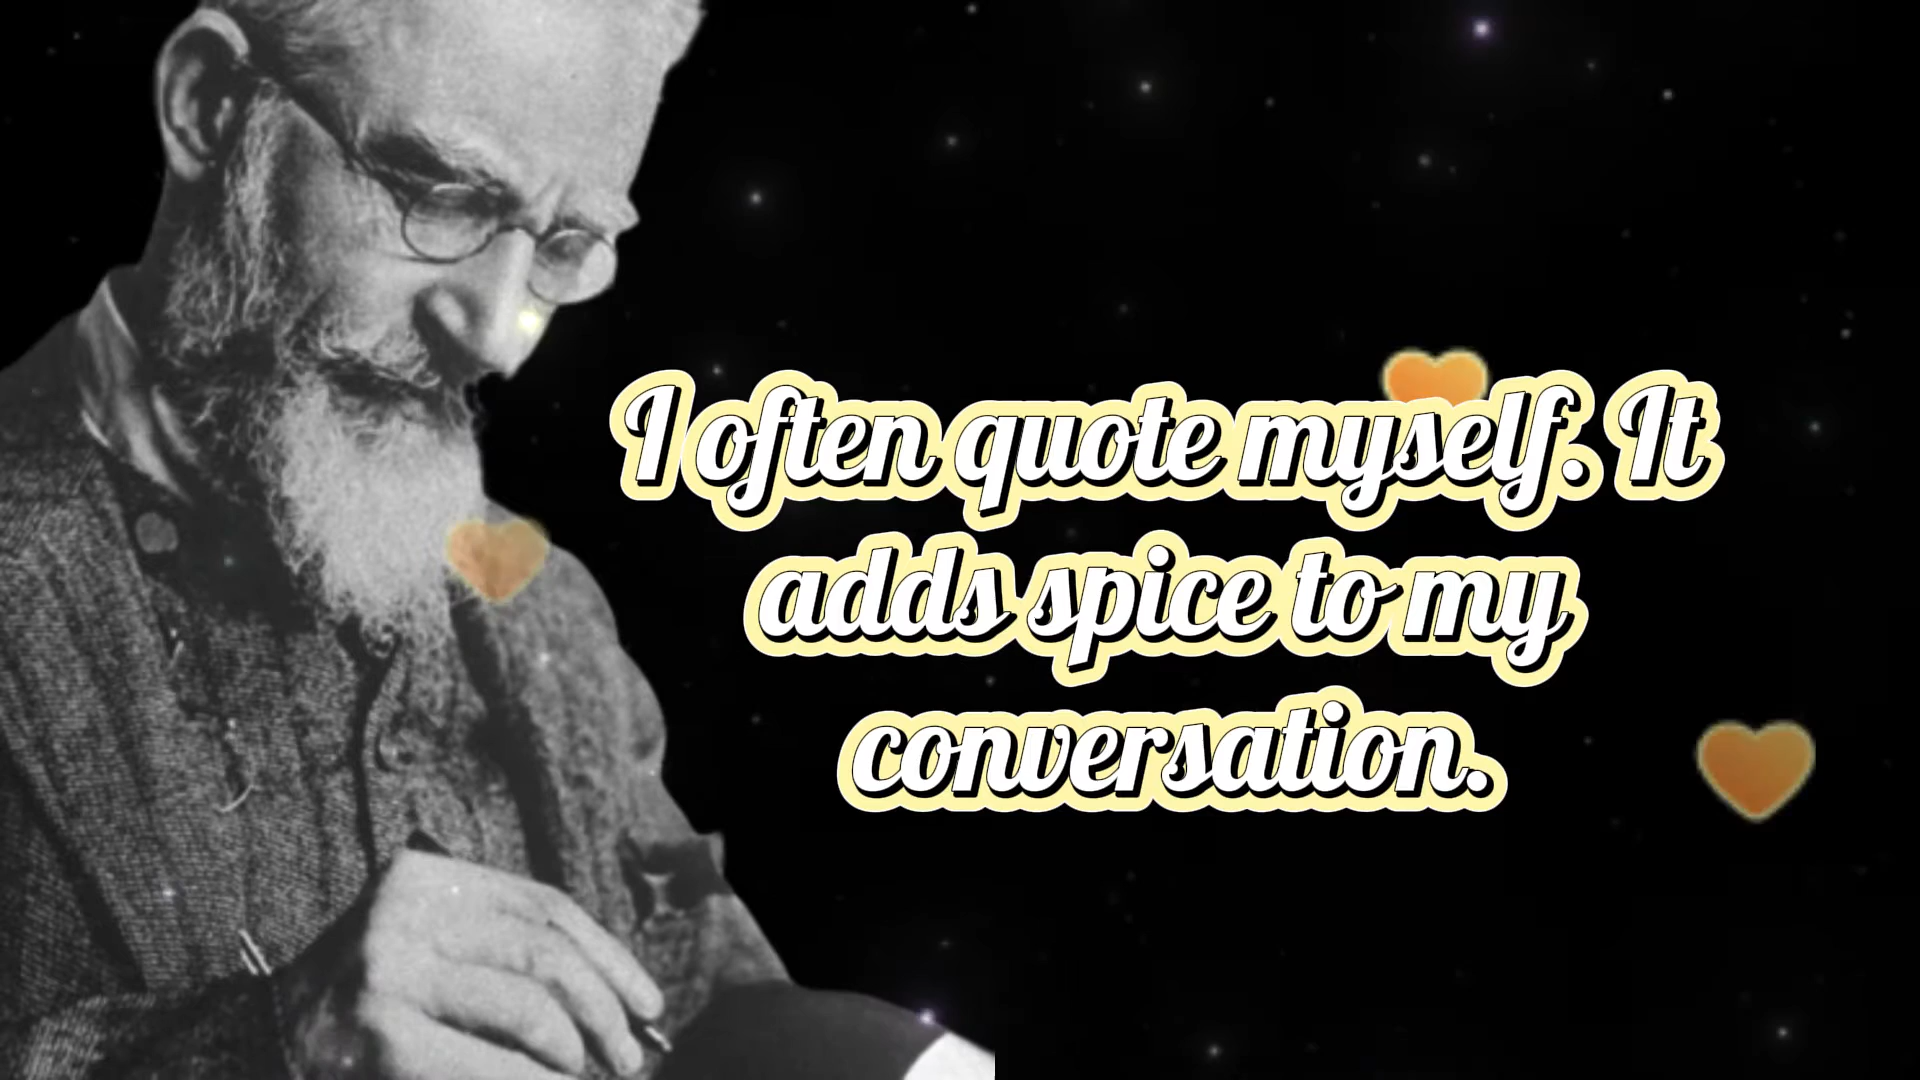 I often quote myself. It
adds spice to my
conversation.